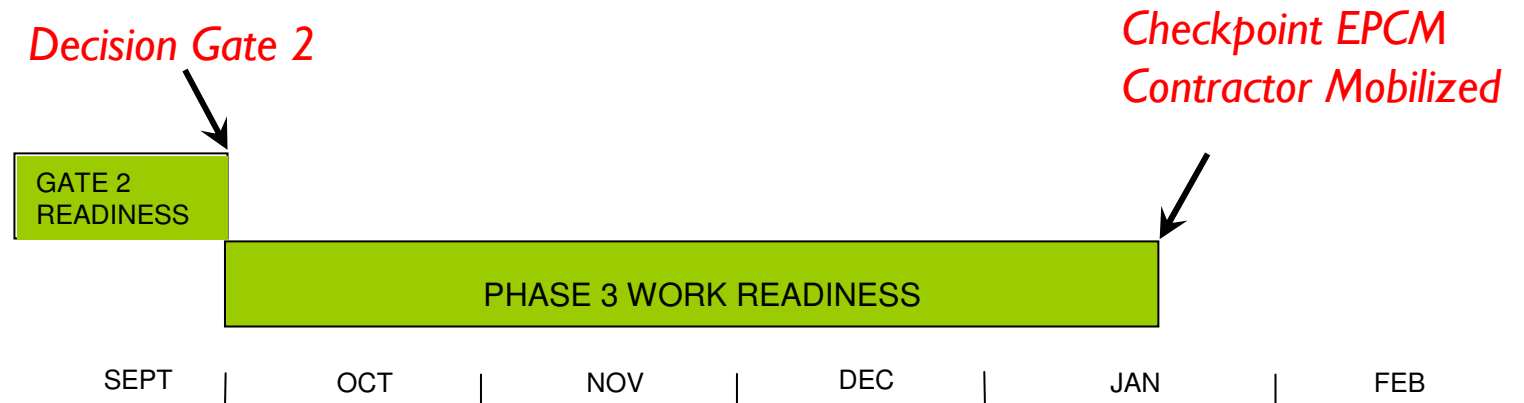 Decision Gate 2
Checkpoint EPCM
Contractor Mobilized
GATE 2
READINESS
PHASE 3 WORK READINESS
SEPT OCT NOV DEC JAN FEB